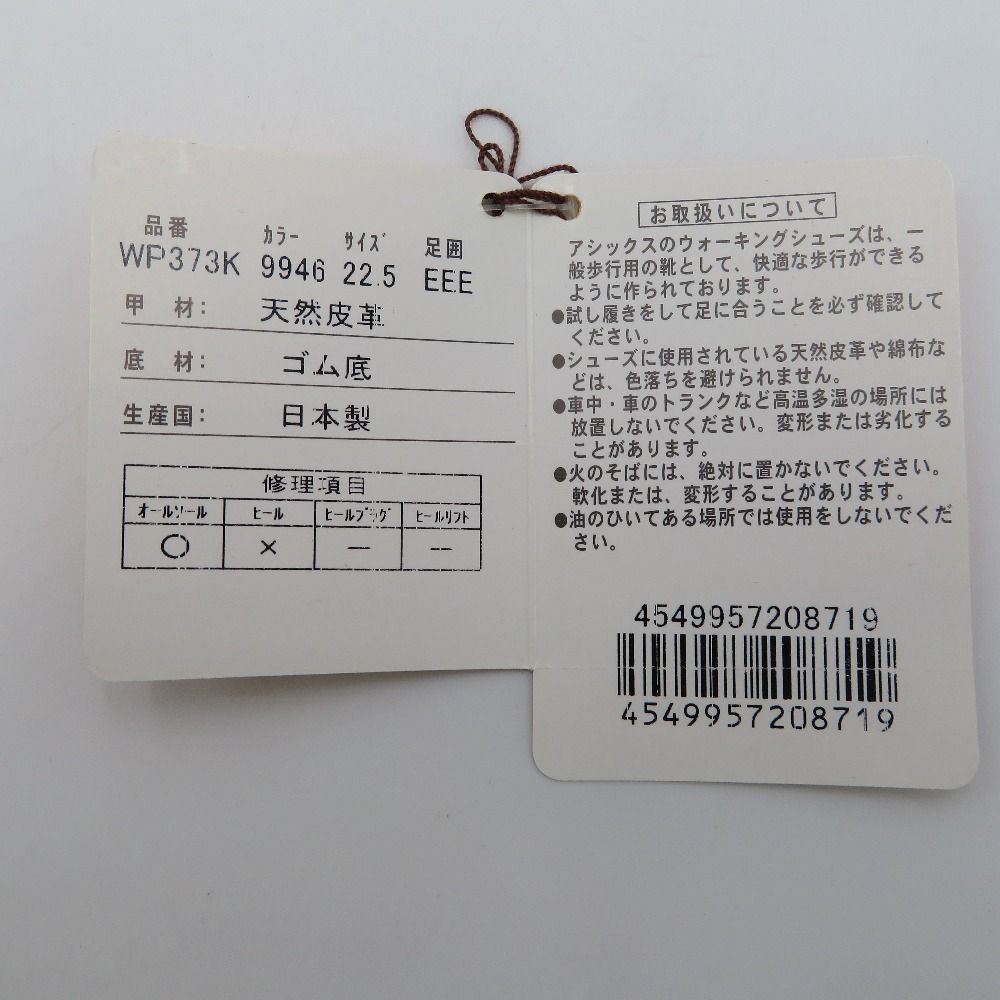 品番 カラー サイズ 足囲
WP373K 9946 22.5 EEE
甲 材: 天然皮革
底 材: ゴム底
生産国: 日本製
修理項目
オールソール ヒール ヒールプラグ ヒールリフト
○ × ー ー
お取扱いについて
アシックスのウォーキングシューズは、一
般歩行用の靴として、快適な歩行ができる
ように作られております。
●試し履きをして足に合うことを必ず確認して
ください。
●シューズに使用されている天然皮革や綿布な
どは、色落ちを避けられません。
●車中・車のトランクなど高温多湿の場所には
放置しないでください。変形または劣化する
ことがあります。
●火のそばには、絶対に置かないでください。
軟化または、変形することがあります。
●油のひいてある場所では使用をしないでくだ
さい。
4549957208719
4549957208719